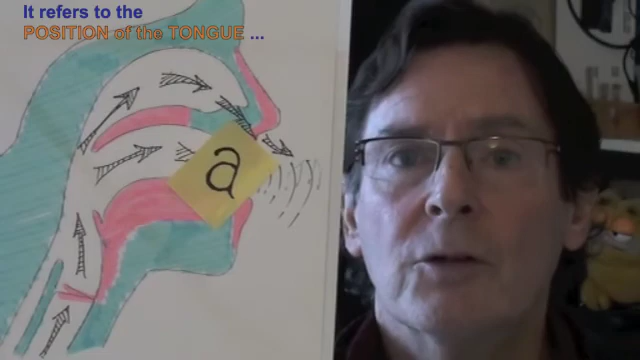 It refers to the
POSITION of the TONGUE ...
a